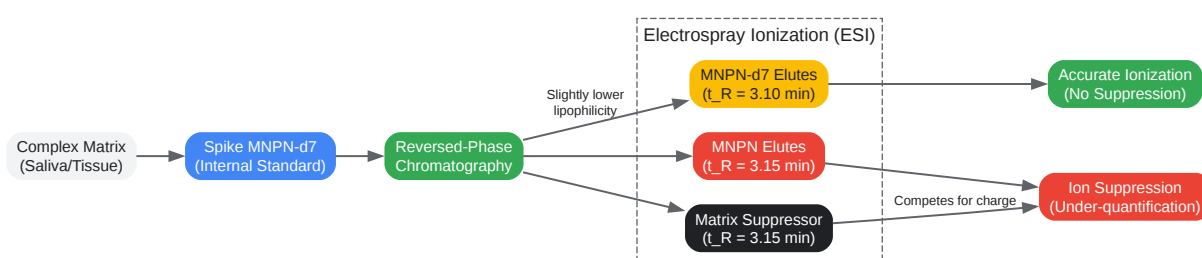 Complex Matrix
(Saliva/Tissue)
Spike MNPN-d7
(Internal Standard)
Reversed-Phase
Chromatography
Slightly lower
lipophilicity
Electrospray Ionization (ESI)
MNPN-d7 Elutes
(t_R = 3.10 min)
MNPN Elutes
(t_R = 3.15 min)
Matrix Suppressor
(t_R = 3.15 min)
Competes for charge
Accurate Ionization
(No Suppression)
Ion Suppression
(Under-quantification)